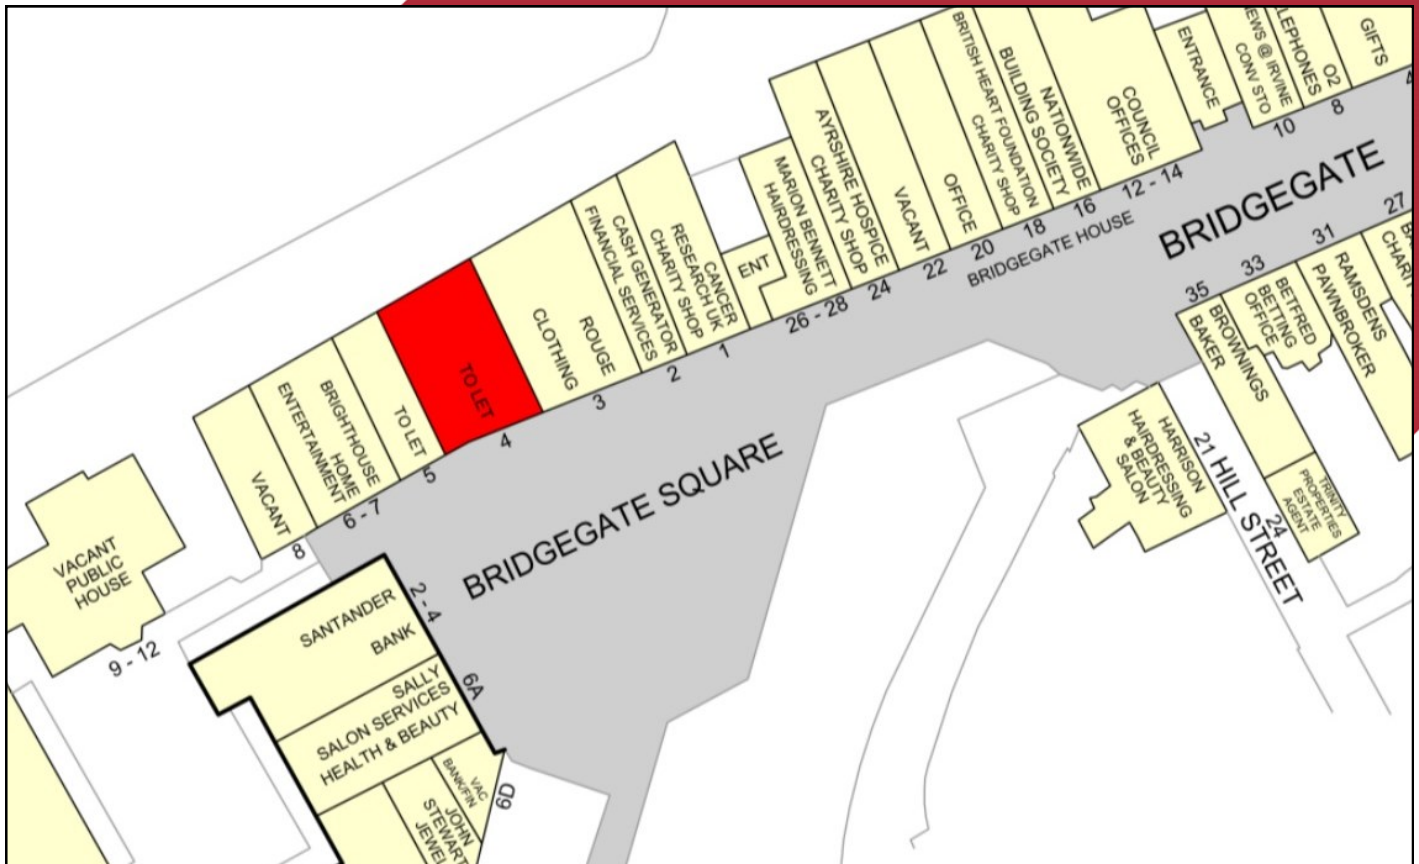 GIFTS
4
O2
8
NEWS @ IRVINE
CONV STO
10
ENTRANCE
COUNCIL
OFFICES
12 - 14
NATIONWIDE
BUILDING SOCIETY
16
BRITISH HEART FOUNDATION
CHARITY SHOP
18
OFFICE
20
BRIDGEGATE HOUSE
VACANT
22
AYRSHIRE HOSPICE
CHARITY SHOP
24
MARION BENNETT
HAIRDRESSING
26 - 28
ENT
CANCER
RESEARCH UK
CHARITY SHOP
1
CASH GENERATOR
FINANCIAL SERVICES
2
ROUGE
CLOTHING
3
TO LET
4
TO LET
5
BRIGHTHOUSE
HOME
ENTERTAINMENT
6 - 7
VACANT
8
VACANT
PUBLIC
HOUSE
9 - 12
BRIDGEGATE
BRIDGEGATE SQUARE
27
31
RAMSDENS
PAWNBROKER
33
BETFRED
BETTING
OFFICE
35
BROWNINGS
BAKER
HARRISON
HAIRDRESSING
& BEAUTY
SALON
21 HILL STREET
24
TRINITY
PROPERTIES
ESTATE
AGENT
SANTANDER
BANK
2 - 4
SALLY
SALON SERVICES
HEALTH & BEAUTY
6A
VAC
BANK/FIN
6D
JOHN
STEWART